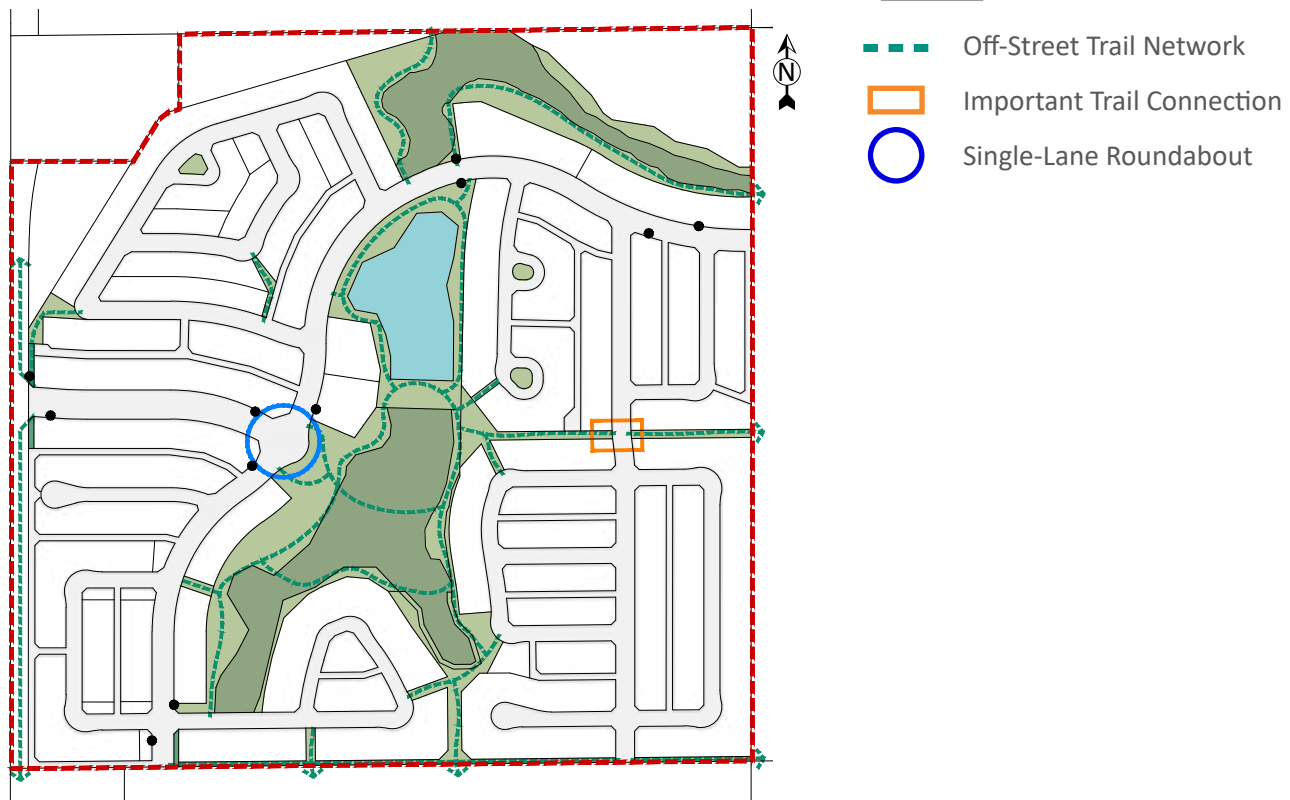 N
Off-Street Trail Network
Important Trail Connection
Single-Lane Roundabout